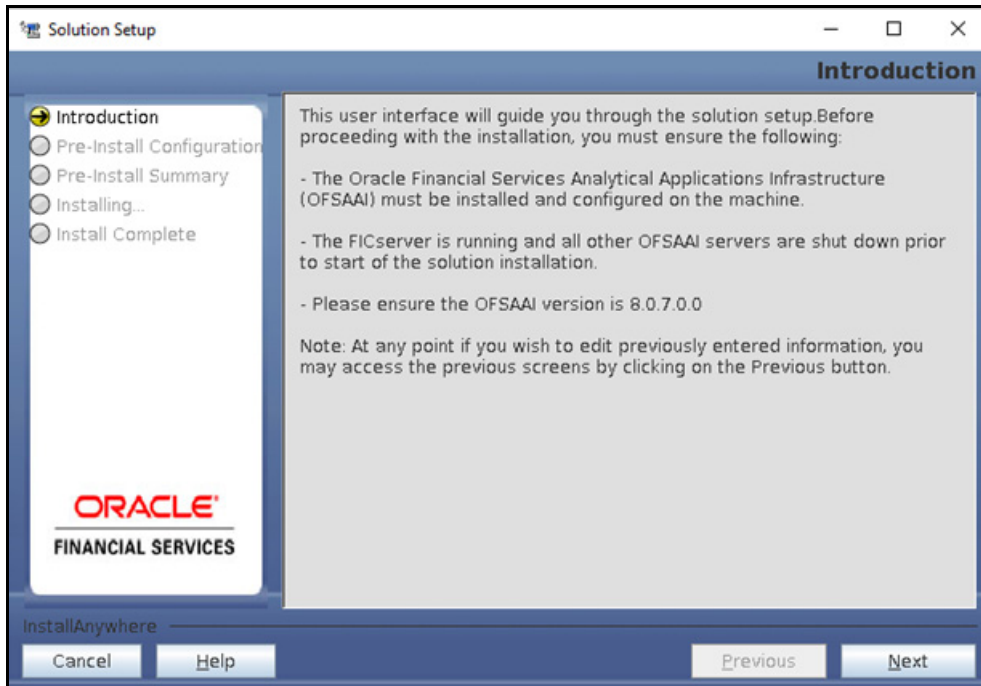 Solution Setup
Introduction
Introduction
Pre-Install Configuration
Pre-Install Summary
Installing...
Install Complete
ORACLE
FINANCIAL SERVICES
This user interface will guide you through the solution setup.Before
proceeding with the installation, you must ensure the following:
- The Oracle Financial Services Analytical Applications Infrastructure
(OFSAAI) must be installed and configured on the machine.
- The FICserver is running and all other OFSAAI servers are shut down prior
to start of the solution installation.
- Please ensure the OFSAAI version is 8.0.7.0.0
Note: At any point if you wish to edit previously entered information, you
may access the previous screens by clicking on the Previous button.
InstallAnywhere
Cancel
Help
Previous
Next